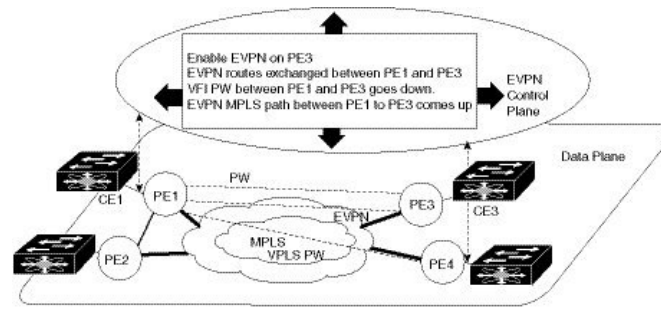 Enable EVPN on PE3
EVPN routes exchanged between PE1 and PE3
VFI PW between PE1 and PE3 goes down.
EVPN MPLS path between PE1 to PE3 comes up
EVPN
Control
Plane
Data Plane
CE1
PE1
PW
PE3
CE3
EVPN
MPLS
VPLS PW
PE2
PE4